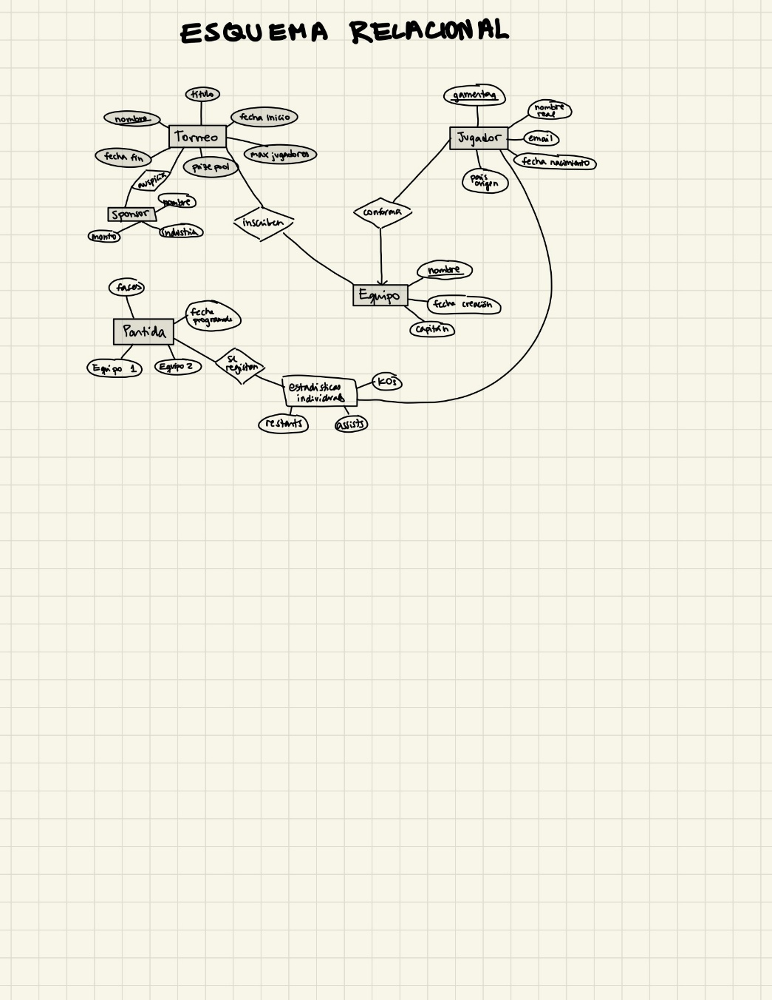 ESQUEMA RELACIONAL
título
nombre
fecha inicio
Torneo
fecha fin
prize pool
max jugadores
auspicia
Sponsor
nombre
monto
industria
inscriben
gamertag
nombre
real
Jugador
email
fecha nacimiento
país
origen
conforma
nombre
Equipo
fecha creación
capitán
fases
fecha
programada
Partida
Equipo 1
Equipo 2
se
registran
estadísticas
individuales
KOs
restarts
assists